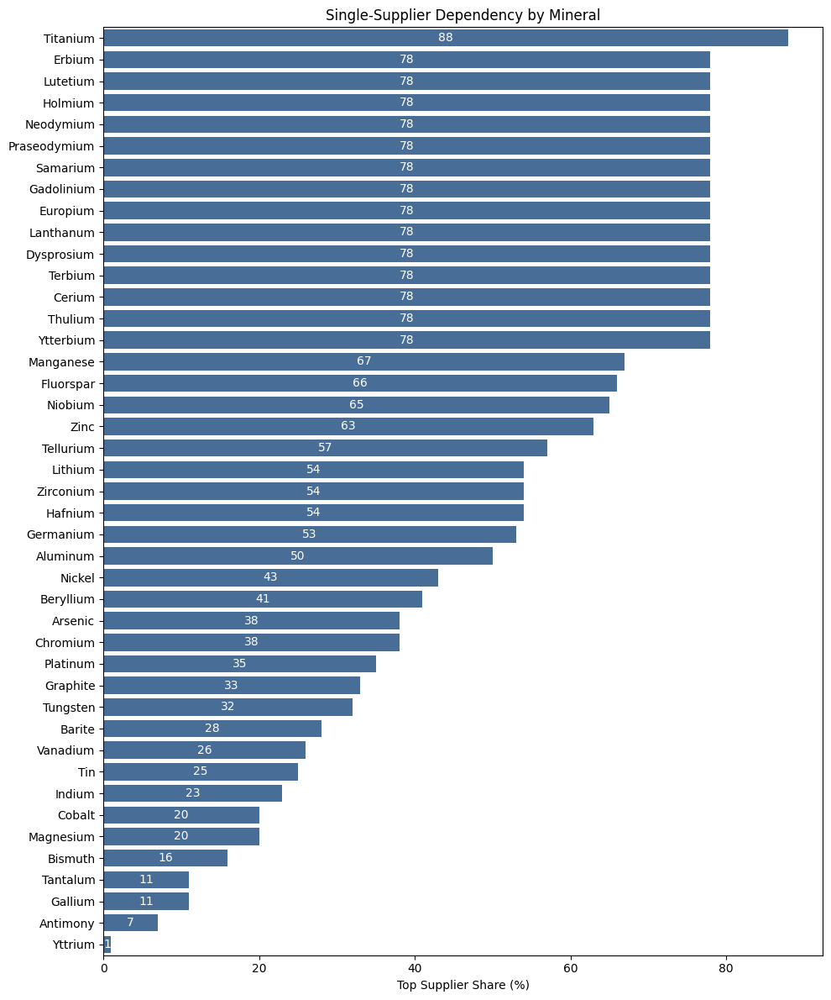 Single-Supplier Dependency by Mineral
Titanium 88
Erbium 78
Lutetium 78
Holmium 78
Neodymium 78
Praseodymium 78
Samarium 78
Gadolinium 78
Europium 78
Lanthanum 78
Dysprosium 78
Terbium 78
Cerium 78
Thulium 78
Ytterbium 78
Manganese 67
Fluorspar 66
Niobium 65
Zinc 63
Tellurium 57
Lithium 54
Zirconium 54
Hafnium 54
Germanium 53
Aluminum 50
Nickel 43
Beryllium 41
Arsenic 38
Chromium 38
Platinum 35
Graphite 33
Tungsten 32
Barite 28
Vanadium 26
Tin 25
Indium 23
Cobalt 20
Magnesium 20
Bismuth 16
Tantalum 11
Gallium 11
Antimony 7
Yttrium 1
0 20 40 60 80
Top Supplier Share (%)